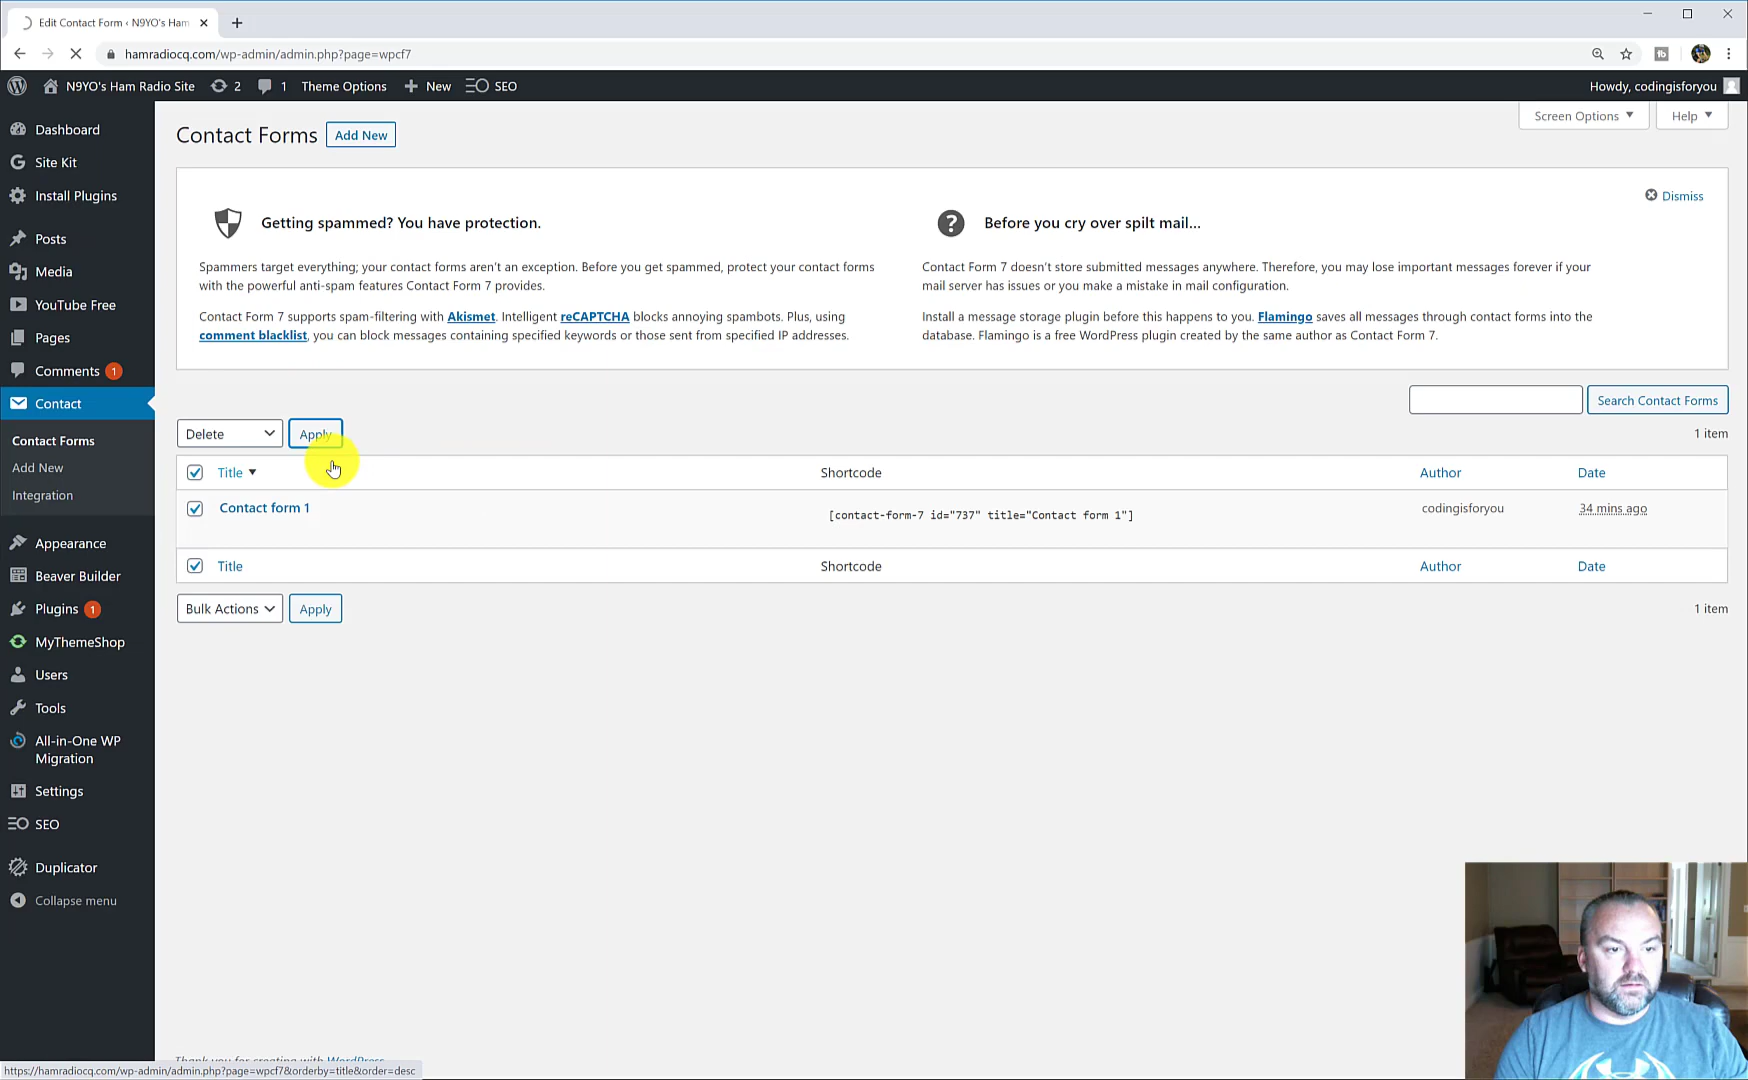 Edit Contact Form ‹ N9YO's Ham
hamradiocq.com/wp-admin/admin.php?page=wpcf7
N9YO's Ham Radio Site 2 1 Theme Options New SEO Howdy, codingisforyou
Screen Options Help
Contact Forms Add New
Dashboard
Site Kit
Install Plugins
Posts
Media
YouTube Free
Pages
Comments 1
Contact
Contact Forms
Add New
Integration
Appearance
Beaver Builder
Plugins 1
MyThemeShop
Users
Tools
All-in-One WP
Migration
Settings
SEO
Duplicator
Collapse menu
Dismiss
Getting spammed? You have protection.
Spammers target everything; your contact forms aren't an exception. Before you get spammed, protect your contact forms
with the powerful anti-spam features Contact Form 7 provides.
Contact Form 7 supports spam-filtering with Akismet. Intelligent reCAPTCHA blocks annoying spambots. Plus, using
comment blacklist, you can block messages containing specified keywords or those sent from specified IP addresses.
Before you cry over spilt mail...
Contact Form 7 doesn't store submitted messages anywhere. Therefore, you may lose important messages forever if your
mail server has issues or you make a mistake in mail configuration.
Install a message storage plugin before this happens to you. Flamingo saves all messages through contact forms into the
database. Flamingo is a free WordPress plugin created by the same author as Contact Form 7.
Search Contact Forms
Delete Apply 1 item
Title Shortcode Author Date
Contact form 1 [contact-form-7 id="737" title="Contact form 1"] codingisforyou 34 mins ago
Title Shortcode Author Date
Bulk Actions Apply 1 item
Thank you for creating with WordPress
https://hamradiocq.com/wp-admin/admin.php?page=wpcf7&orderby=title&order=desc